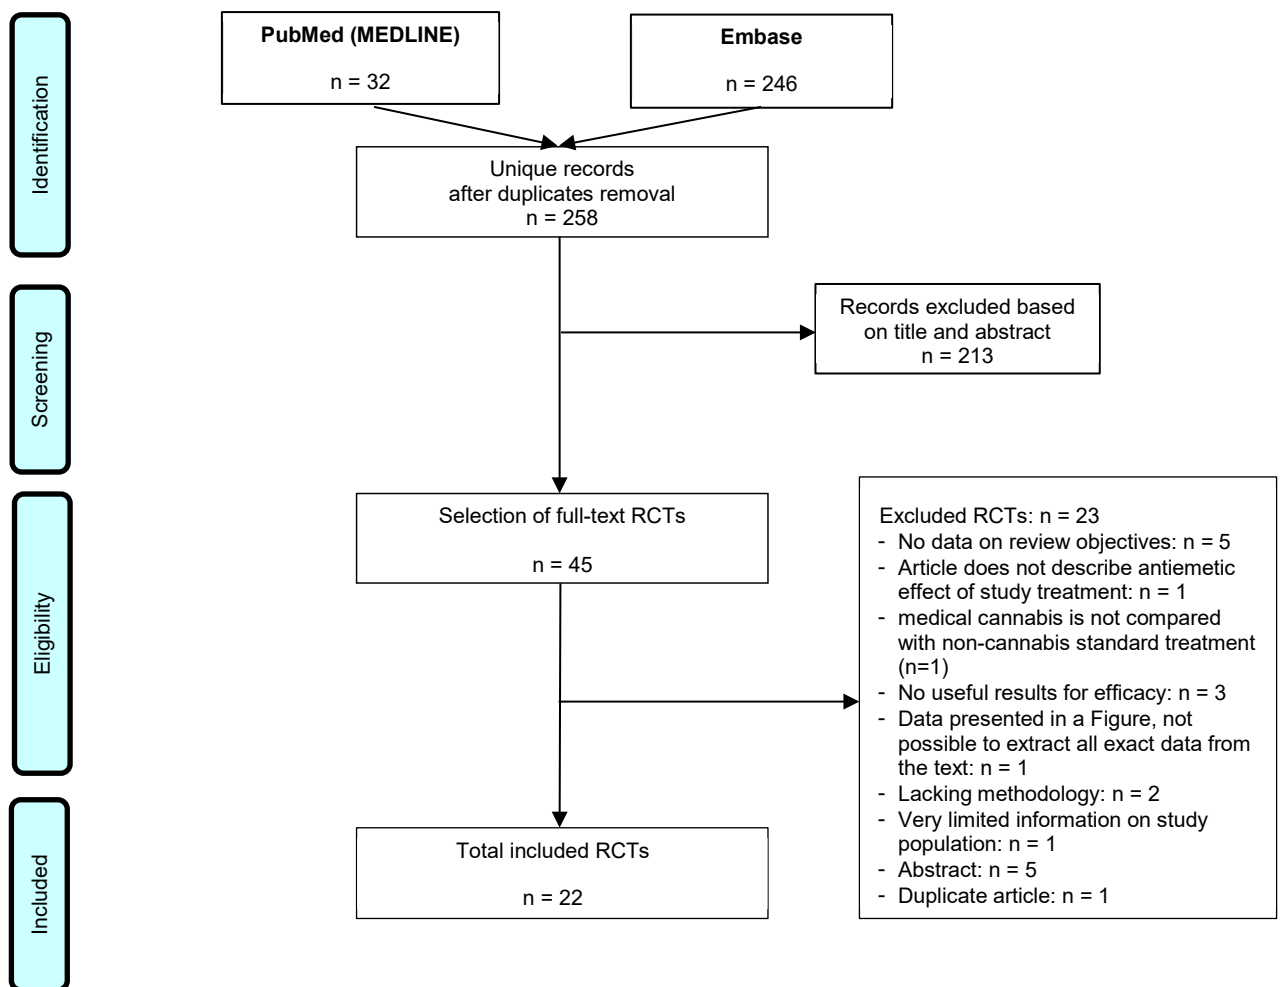 Identification
PubMed (MEDLINE)
n = 32
Embase
n = 246
Unique records
after duplicates removal
n = 258
Screening
Records excluded based
on title and abstract
n = 213
Eligibility
Selection of full-text RCTs
n = 45
Excluded RCTs: n = 23
- No data on review objectives: n = 5
- Article does not describe antiemetic
effect of study treatment: n = 1
- medical cannabis is not compared
with non-cannabis standard treatment
(n=1)
- No useful results for efficacy: n = 3
- Data presented in a Figure, not
possible to extract all exact data from
the text: n = 1
- Lacking methodology: n = 2
- Very limited information on study
population: n = 1
- Abstract: n = 5
- Duplicate article: n = 1
Included
Total included RCTs
n = 22